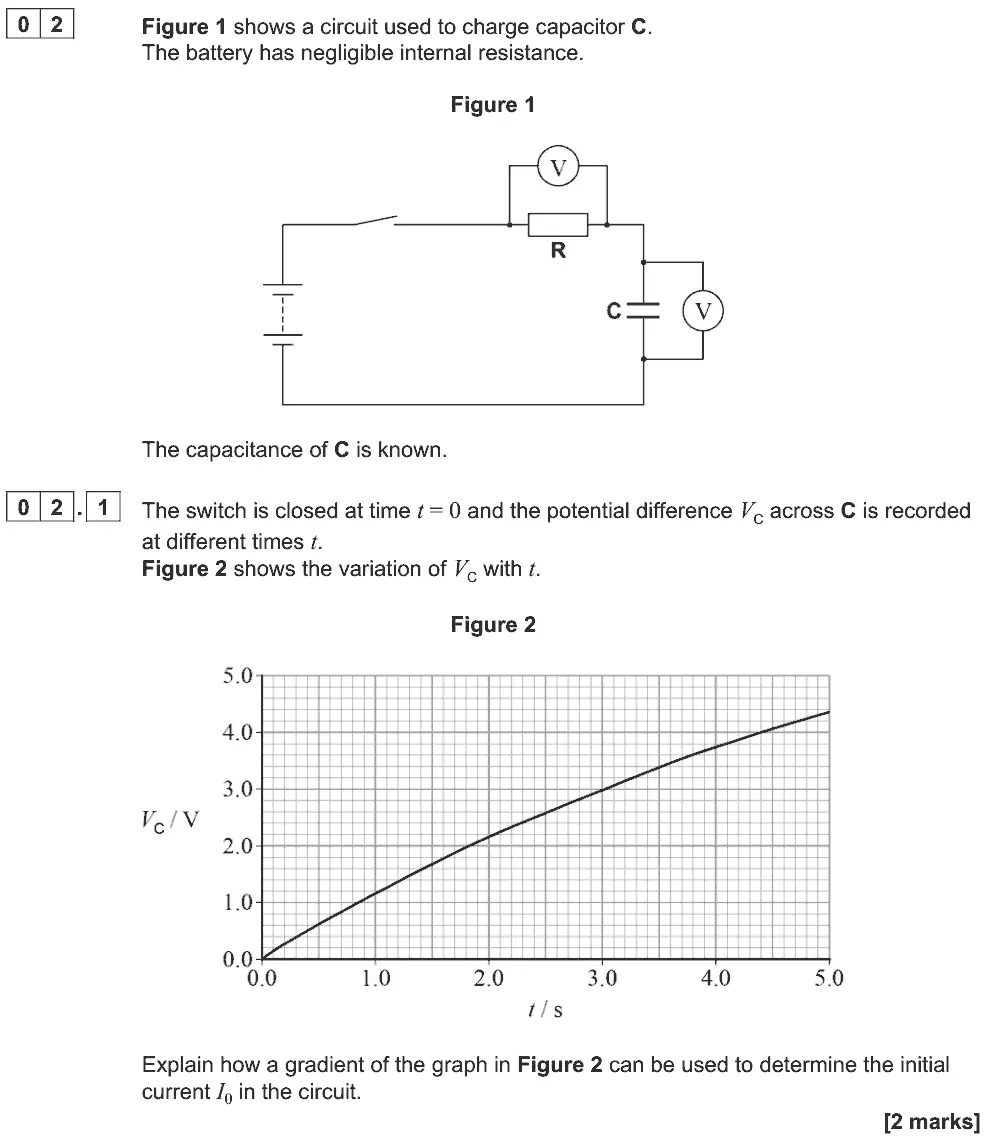 0 2
Figure 1 shows a circuit used to charge capacitor C.
The battery has negligible internal resistance.
Figure 1
V
R
C
V
The capacitance of C is known.
0 2 . 1
The switch is closed at time t = 0 and the potential difference V_C across C is recorded
at different times t.
Figure 2 shows the variation of V_C with t.
Figure 2
5.0
4.0
3.0
V_C / V
2.0
1.0
0.0
0.0 1.0 2.0 3.0 4.0 5.0
t / s
Explain how a gradient of the graph in Figure 2 can be used to determine the initial
current I₀ in the circuit.
[2 marks]